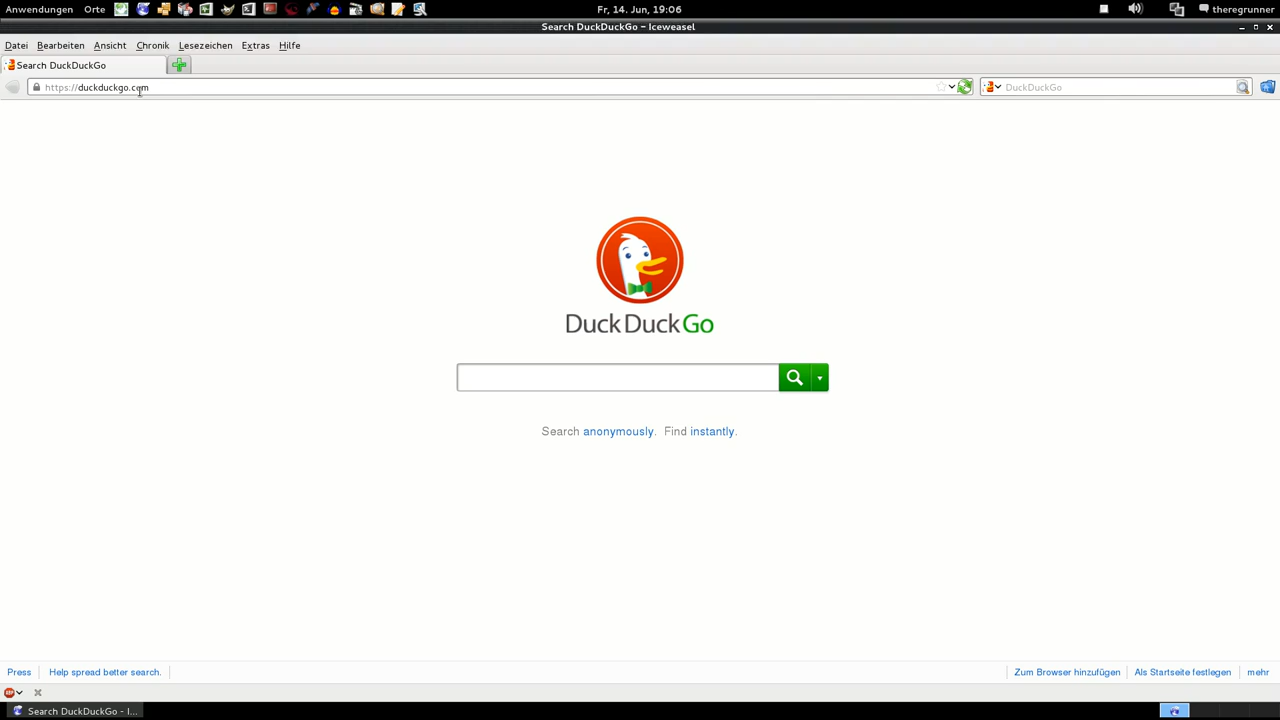 Anwendungen Orte Fr, 14. Jun, 19:06 theregrunner
Search DuckDuckGo - Iceweasel
Datei Bearbeiten Ansicht Chronik Lesezeichen Extras Hilfe
Search DuckDuckGo
https://duckduckgo.com DuckDuckGo
DuckDuckGo
Search anonymously. Find instantly.
Press Help spread better search. Zum Browser hinzufügen Als Startseite festlegen mehr
ABP
Search DuckDuckGo - I...